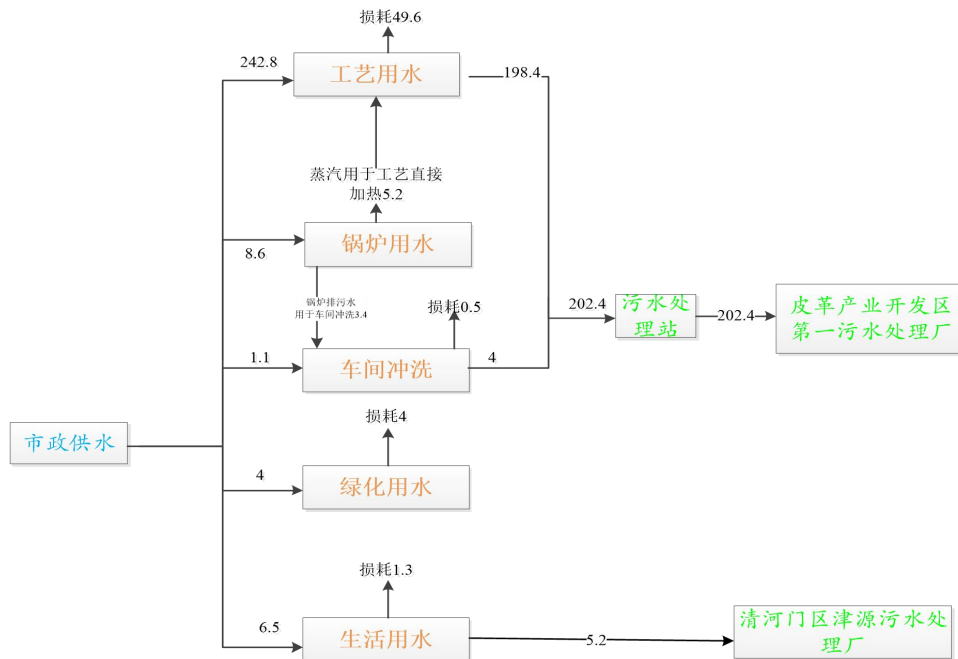 损耗49.6
242.8
工艺用水
198.4
蒸汽用于工艺直接
加热5.2
锅炉用水
8.6
锅炉排污水
用于车间冲洗3.4
损耗0.5
1.1
车间冲洗
4
202.4
污水处
理站
202.4
皮革产业开发区
第一污水处理厂
市政供水
损耗4
4
绿化用水
损耗1.3
6.5
生活用水
5.2
清河门区津源污水处
理厂